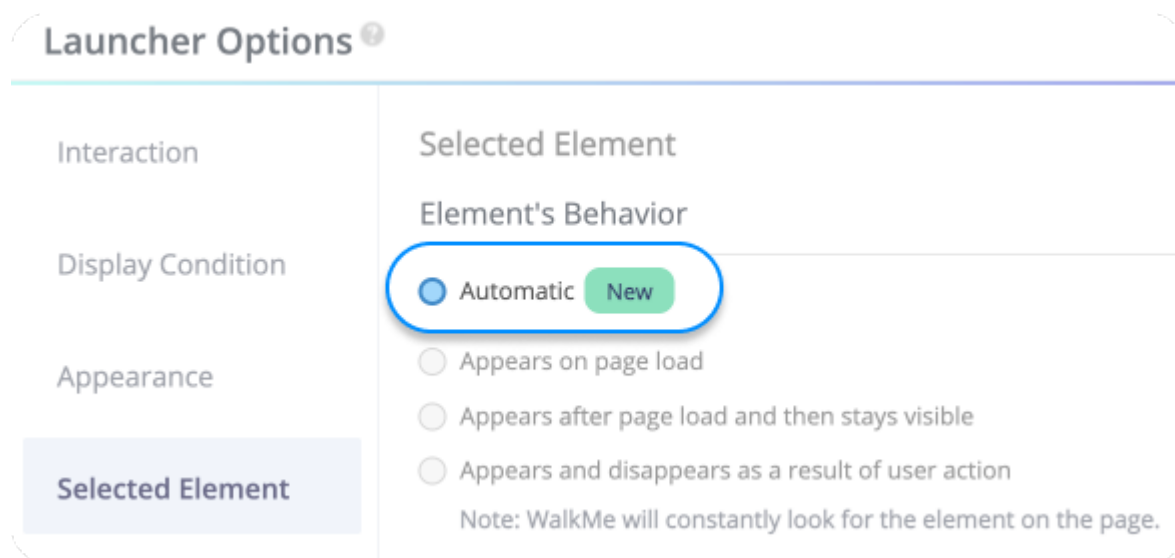 Launcher Options ?
Interaction
Display Condition
Appearance
Selected Element
Selected Element
Element's Behavior
Automatic New
Appears on page load
Appears after page load and then stays visible
Appears and disappears as a result of user action
Note: WalkMe will constantly look for the element on the page.